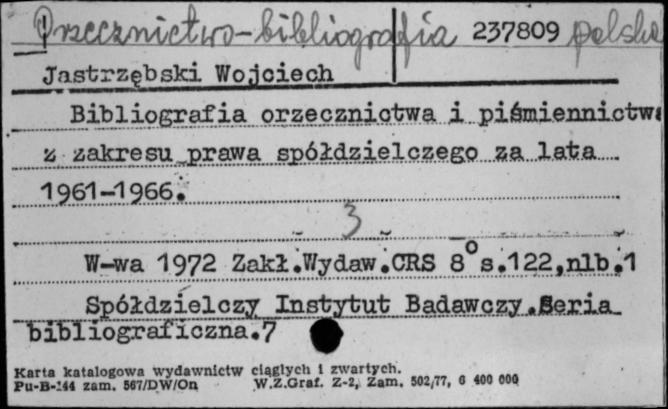 Orzecznictwo-bibliografia 237809 polska
Jastrzębski Wojciech
Bibliografia orzecznictwa i piśmiennictwa
z zakresu prawa spółdzielczego za lata
1961-1966.
3
W-wa 1972 Zakł.Wydaw.CRS 8° s.122,nlb.1
Spółdzielczy Instytut Badawczy.Seria
bibliograficzna.7
Karta katalogowa wydawnictw ciągłych i zwartych.
Pu-B-144 zam. 567/DW/On W.Z.Graf. Z-2, Zam. 502/77, 6 400 000